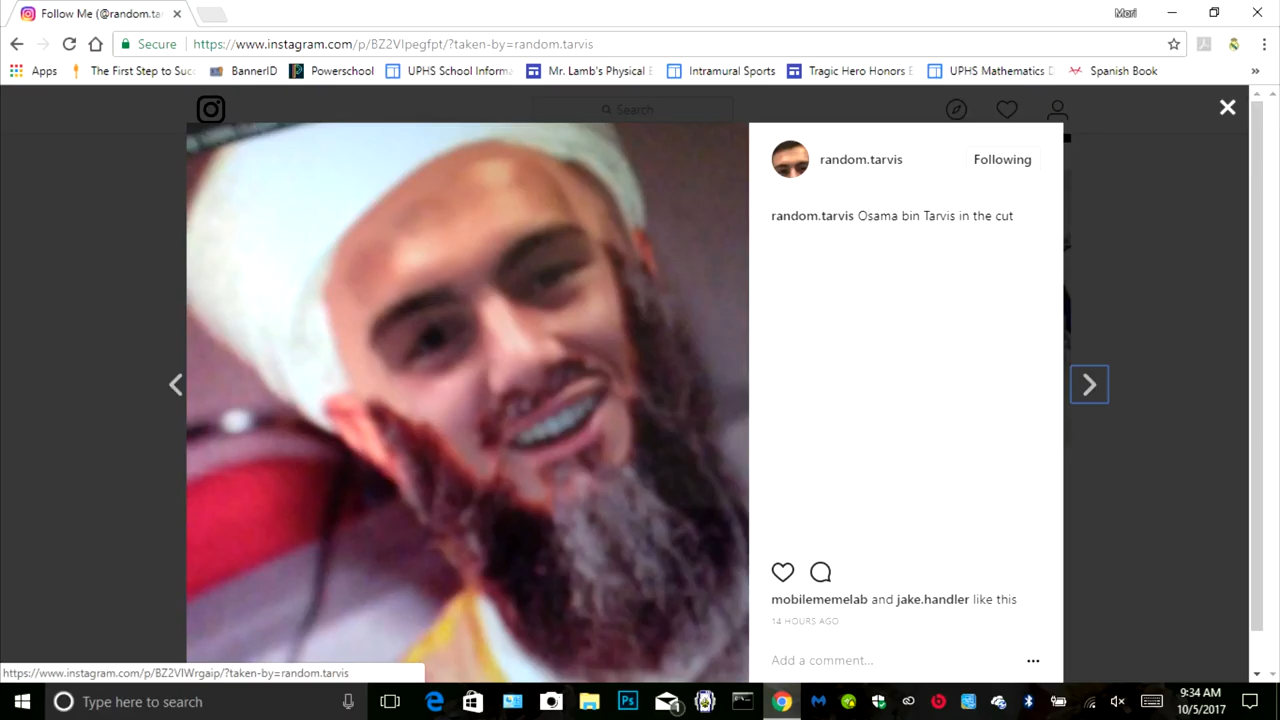 Follow Me (@random.tar
Mori
Secure
https://www.instagram.com/p/BZ2VIpegfpt/?taken-by=random.tarvis
Apps
The First Step to Succ
BannerID
Powerschool
UPHS School Informa
Mr. Lamb's Physical E
Intramural Sports
Tragic Hero Honors E
UPHS Mathematics D
Spanish Book
»
Search
random.tarvis
Following
random.tarvis Osama bin Tarvis in the cut
mobilememelab and jake.handler like this
14 HOURS AGO
Add a comment...
https://www.instagram.com/p/BZ2VIWrgaip/?taken-by=random.tarvis
Type here to search
Ps
1
9:34 AM
10/5/2017